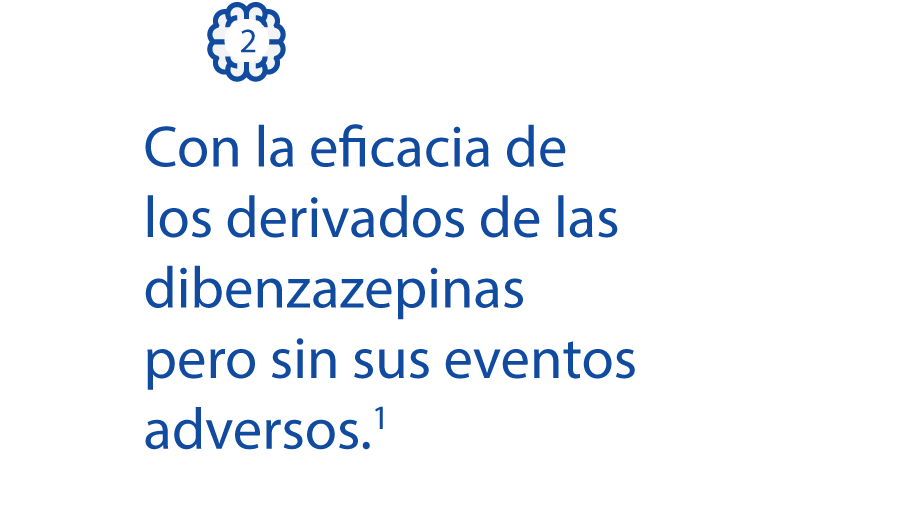 2
Con la eficacia de
los derivados de las
dibenzazepinas
pero sin sus eventos
adversos.¹